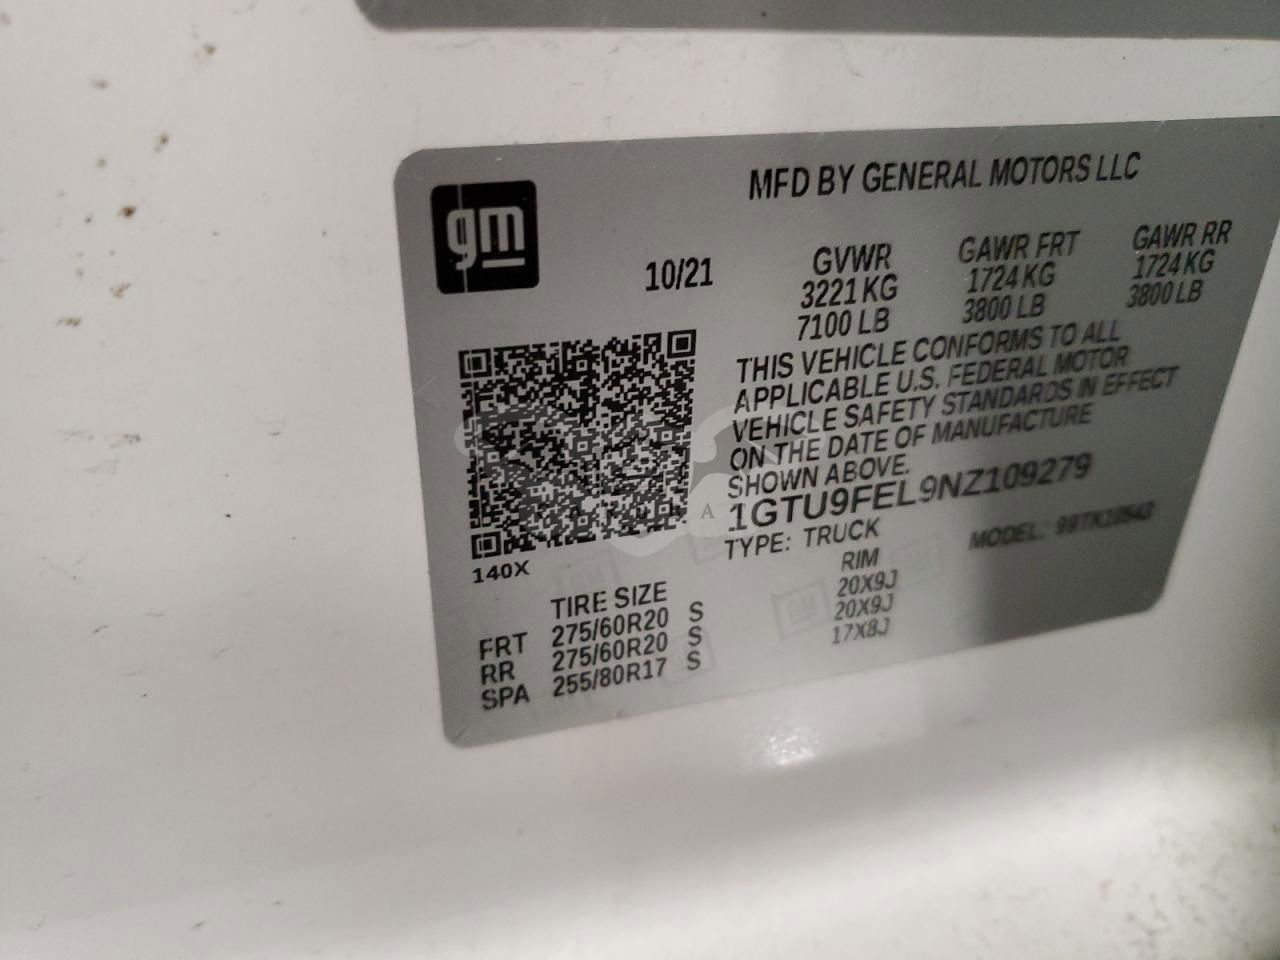 MFD BY GENERAL MOTORS LLC
gm
10/21
GVWR GAWR FRT GAWR RR
3221 KG 1724 KG 1724 KG
7100 LB 3800 LB 3800 LB
THIS VEHICLE CONFORMS TO ALL
APPLICABLE U.S. FEDERAL MOTOR
VEHICLE SAFETY STANDARDS IN EFFECT
ON THE DATE OF MANUFACTURE
SHOWN ABOVE.
1GTU9FEL9NZ109279
TYPE: TRUCK MODEL:
140X
TIRE SIZE RIM
FRT 275/60R20 S 20X9J
RR 275/60R20 S 20X9J
SPA 255/80R17 S 17X8J